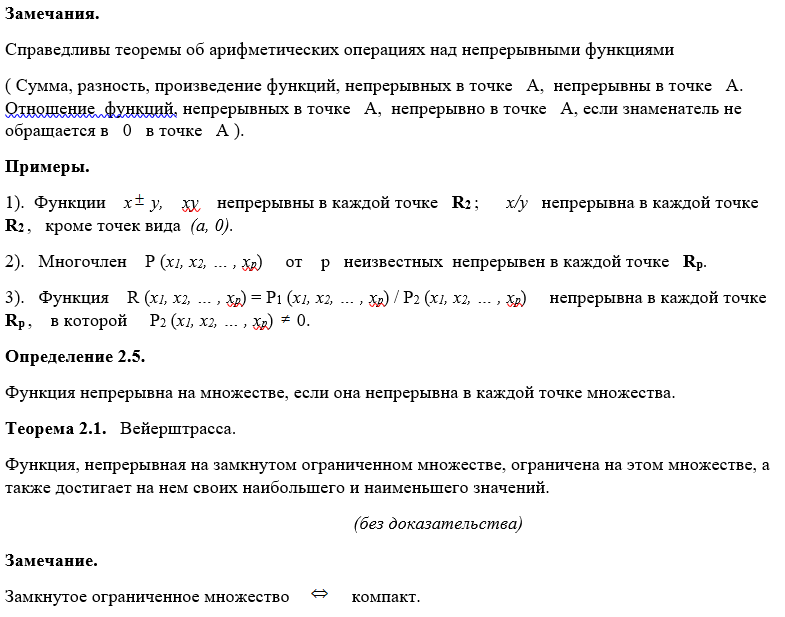 Замечания.
Справедливы теоремы об арифметических операциях над непрерывными функциями
( Сумма, разность, произведение функций, непрерывных в точке А, непрерывны в точке А.
Отношение функций, непрерывных в точке А, непрерывно в точке А, если знаменатель не
обращается в 0 в точке А ).
Примеры.
1). Функции x ± y, xy непрерывны в каждой точке R2 ; x/y непрерывна в каждой точке
R2 , кроме точек вида (a, 0).
2). Многочлен P (x1, x2, ... , xp) от p неизвестных непрерывен в каждой точке Rp.
3). Функция R (x1, x2, ... , xp) = P1 (x1, x2, ... , xp) / P2 (x1, x2, ... , xp) непрерывна в каждой точке
Rp , в которой P2 (x1, x2, ... , xp) ≠ 0.
Определение 2.5.
Функция непрерывна на множестве, если она непрерывна в каждой точке множества.
Теорема 2.1. Вейерштрасса.
Функция, непрерывная на замкнутом ограниченном множестве, ограничена на этом множестве, а
также достигает на нем своих наибольшего и наименьшего значений.
(без доказательства)
Замечание.
Замкнутое ограниченное множество ⇔ компакт.